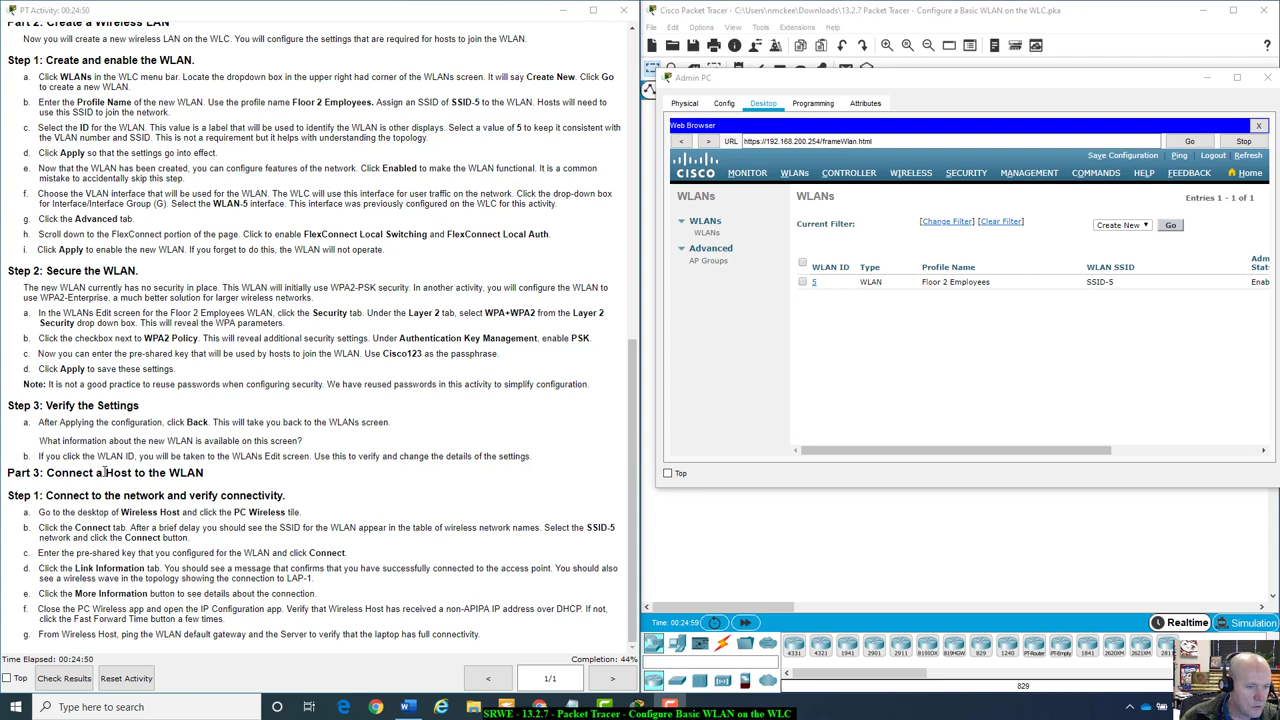 PT Activity: 00:24:50
Part 2: Create a Wireless LAN
Now you will create a new wireless LAN on the WLC. You will configure the settings that are required for hosts to join the WLAN.
Step 1: Create and enable the WLAN.
a. Click WLANs in the WLC menu bar. Locate the dropdown box in the upper right had corner of the WLANs screen. It will say Create New. Click Go
to create a new WLAN.
b. Enter the Profile Name of the new WLAN. Use the profile name Floor 2 Employees. Assign an SSID of SSID-5 to the WLAN. Hosts will need to
use this SSID to join the network.
c. Select the ID for the WLAN. This value is a label that will be used to identify the WLAN is other displays. Select a value of 5 to keep it consistent with
the VLAN number and SSID. This is not a requirement but it helps with understanding the topology.
d. Click Apply so that the settings go into effect.
e. Now that the WLAN has been created, you can configure features of the network. Click Enabled to make the WLAN functional. It is a common
mistake to accidentally skip this step.
f. Choose the VLAN interface that will be used for the WLAN. The WLC will use this interface for user traffic on the network. Click the drop-down box
for Interface/Interface Group (G). Select the WLAN-5 interface. This interface was previously configured on the WLC for this activity.
g. Click the Advanced tab.
h. Scroll down to the FlexConnect portion of the page. Click to enable FlexConnect Local Switching and FlexConnect Local Auth.
i. Click Apply to enable the new WLAN. If you forget to do this, the WLAN will not operate.
Step 2: Secure the WLAN.
The new WLAN currently has no security in place. This WLAN will initially use WPA2-PSK security. In another activity, you will configure the WLAN to
use WPA2-Enterprise, a much better solution for larger wireless networks.
a. In the WLANs Edit screen for the Floor 2 Employees WLAN, click the Security tab. Under the Layer 2 tab, select WPA+WPA2 from the Layer 2
Security drop down box. This will reveal the WPA parameters.
b. Click the checkbox next to WPA2 Policy. This will reveal additional security settings. Under Authentication Key Management, enable PSK.
c. Now you can enter the pre-shared key that will be used by hosts to join the WLAN. Use Cisco123 as the passphrase.
d. Click Apply to save these settings.
Note: It is not a good practice to reuse passwords when configuring security. We have reused passwords in this activity to simplify configuration.
Step 3: Verify the Settings
a. After Applying the configuration, click Back. This will take you back to the WLANs screen.
What information about the new WLAN is available on this screen?
b. If you click the WLAN ID, you will be taken to the WLANs Edit screen. Use this to verify and change the details of the settings.
Part 3: Connect a Host to the WLAN
Step 1: Connect to the network and verify connectivity.
a. Go to the desktop of Wireless Host and click the PC Wireless tile.
b. Click the Connect tab. After a brief delay you should see the SSID for the WLAN appear in the table of wireless network names. Select the SSID-5
network and click the Connect button.
c. Enter the pre-shared key that you configured for the WLAN and click Connect.
d. Click the Link Information tab. You should see a message that confirms that you have successfully connected to the access point. You should also
see a wireless wave in the topology showing the connection to LAP-1.
e. Click the More Information button to see details about the connection.
f. Close the PC Wireless app and open the IP Configuration app. Verify that Wireless Host has received a non-APIPA IP address over DHCP. If not,
click the Fast Forward Time button a few times.
g. From Wireless Host, ping the WLAN default gateway and the Server to verify that the laptop has full connectivity.
Time Elapsed: 00:24:50
Completion: 44%
Top
Check Results
Reset Activity
<
1/1
>
Cisco Packet Tracer - C:\Users\nmckee\Downloads\13.2.7 Packet Tracer - Configure a Basic WLAN on the WLC.pka
File Edit Options View Tools Extensions Help
Admin PC
Physical Config Desktop Programming Attributes
Web Browser X
< > URL https://192.168.200.254/frameWlan.html Go Stop
Save Configuration Ping Logout Refresh
CISCO MONITOR WLANs CONTROLLER WIRELESS SECURITY MANAGEMENT COMMANDS HELP FEEDBACK Home
WLANs
WLANs
WLANs
Advanced
AP Groups
WLANs
Entries 1 - 1 of 1
Current Filter: [Change Filter] [Clear Filter] Create New Go
WLAN ID Type Profile Name WLAN SSID Adm Stat
5 WLAN Floor 2 Employees SSID-5 Enab
Top
Time: 00:24:59
Realtime Simulation
4331 4321 1941 2901 2911 819IOX 819HGW 829 1240 PT-Router PT-Empty 1841 2620XM 2621XM 2811
829
Type here to search
SRWE - 13.2.7 - Packet Tracer - Configure Basic WLAN on the WLC